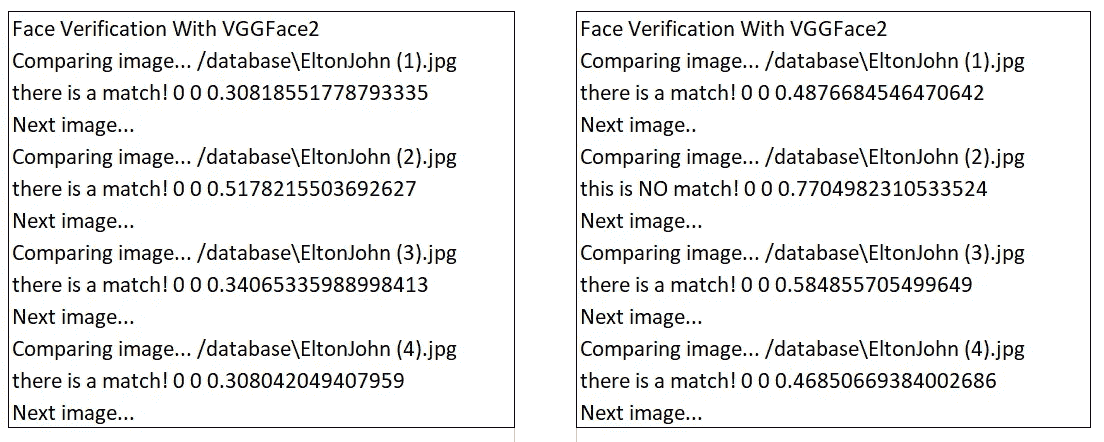 Face Verification With VGGFace2
Comparing image... /database\EltonJohn (1).jpg
there is a match! 0 0 0.30818551778793335
Next image...
Comparing image... /database\EltonJohn (2).jpg
there is a match! 0 0 0.5178215503692627
Next image...
Comparing image... /database\EltonJohn (3).jpg
there is a match! 0 0 0.34065335988998413
Next image...
Comparing image... /database\EltonJohn (4).jpg
there is a match! 0 0 0.308042049407959
Next image...
Face Verification With VGGFace2
Comparing image... /database\EltonJohn (1).jpg
there is a match! 0 0 0.4876684546470642
Next image..
Comparing image... /database\EltonJohn (2).jpg
this is NO match! 0 0 0.7704982310533524
Next image...
Comparing image... /database\EltonJohn (3).jpg
there is a match! 0 0 0.584855705499649
Next image...
Comparing image... /database\EltonJohn (4).jpg
there is a match! 0 0 0.46850669384002686
Next image...